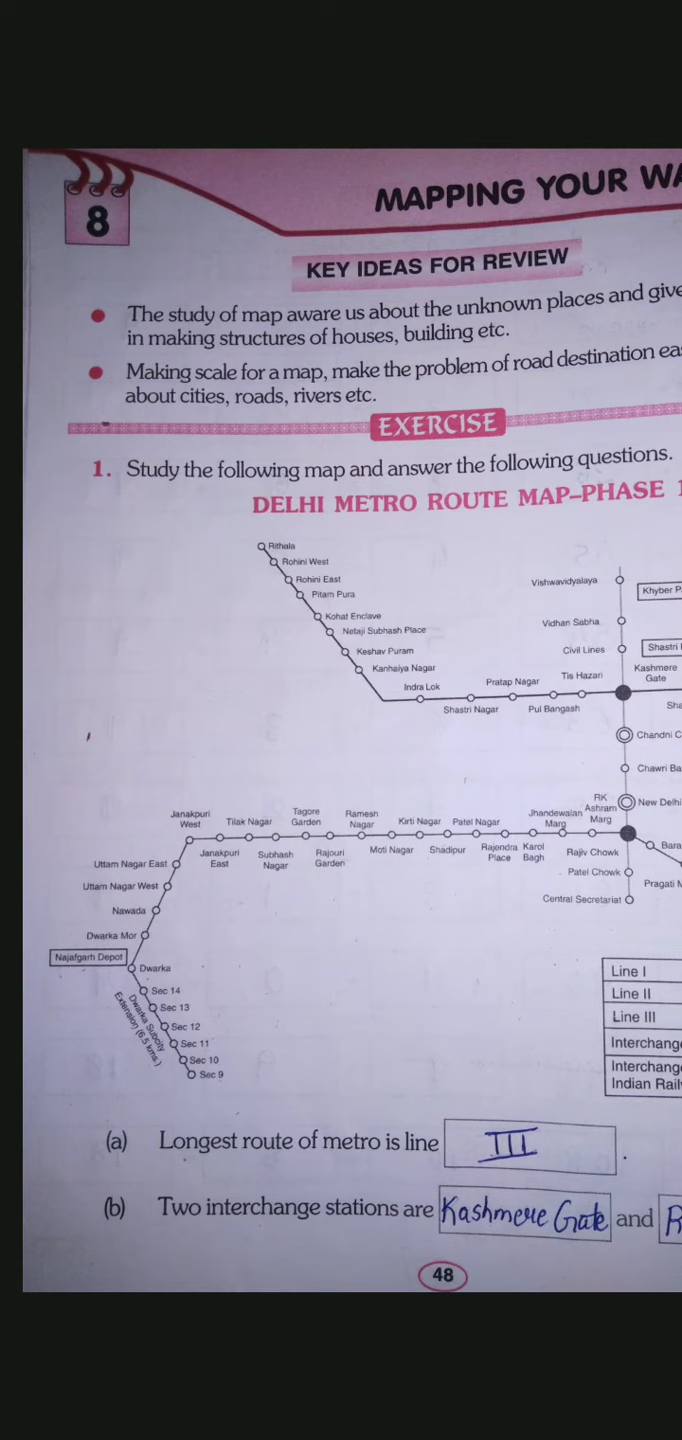 8
MAPPING YOUR WA
KEY IDEAS FOR REVIEW
The study of map aware us about the unknown places and give
in making structures of houses, building etc.
Making scale for a map, make the problem of road destination eas
about cities, roads, rivers etc.
EXERCISE
1. Study the following map and answer the following questions.
DELHI METRO ROUTE MAP–PHASE 1
Rithala
Rohini West
Rohini East
Pitam Pura
Kohat Enclave
Netaji Subhash Place
Keshav Puram
Kanhaiya Nagar
Indra Lok
Shastri Nagar
Pratap Nagar
Pul Bangash
Tis Hazari
Vishwavidyalaya
Khyber P
Vidhan Sabha
Civil Lines
Shastri
Kashmere
Gate
Sha
Chandni C
Chawri Ba
New Delhi
RK
Ashram
Marg
Jhandewalan
Marg
Janakpuri
West
Tilak Nagar
Tagore
Garden
Ramesh
Nagar
Kirti Nagar
Patel Nagar
Janakpuri
East
Subhash
Nagar
Rajouri
Garden
Moti Nagar
Shadipur
Rajendra
Place
Karol
Bagh
Rajiv Chowk
Bara
Pragati M
Patel Chowk
Central Secretariat
Uttam Nagar East
Uttam Nagar West
Nawada
Dwarka Mor
Najafgarh Depot
Dwarka
Sec 14
Sec 13
Sec 12
Sec 11
Sec 10
Sec 9
Dwarka Subcity
Extension (6.5 kms.)
Line I
Line II
Line III
Interchang
Interchang
Indian Rail
(a) Longest route of metro is line III .
(b) Two interchange stations are Kashmere Gate and R
48